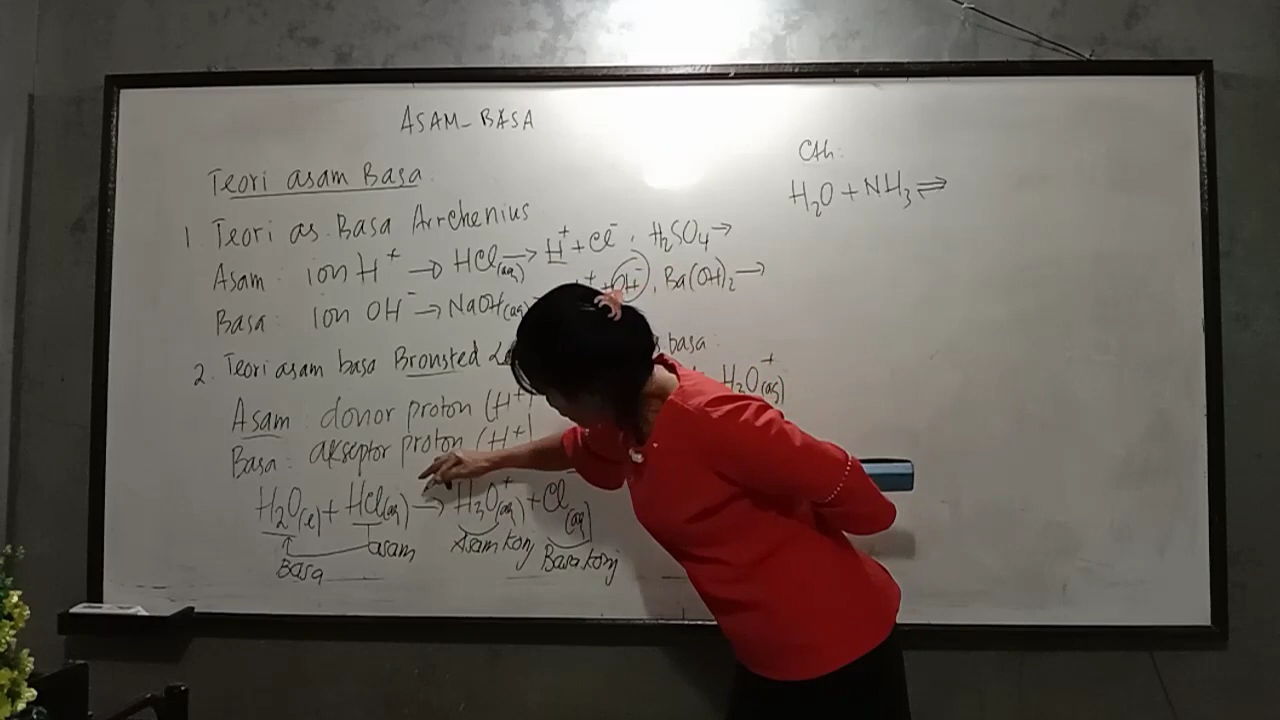 ASAM-BASA
Teori asam Basa
1. Teori as. Basa Arrchenius
Asam: ion H⁺ → HCl(aq) → H⁺ + Cl⁻, H₂SO₄ →
Basa: ion OH⁻ → NaOH(aq) ⁺ + OH⁻, Ba(OH)₂ →
2. Teori asam basa Bronsted
basa:
H₂O⁺(aq)
Asam donor proton (H⁺)
Basa: akseptor proton (H⁺)
H₂O(l) + HCl(aq) → H₃O⁺(aq) + Cl⁻(aq)
asam Asam konj Basa konj
Basa
Cth:
H₂O + NH₃ ⇌